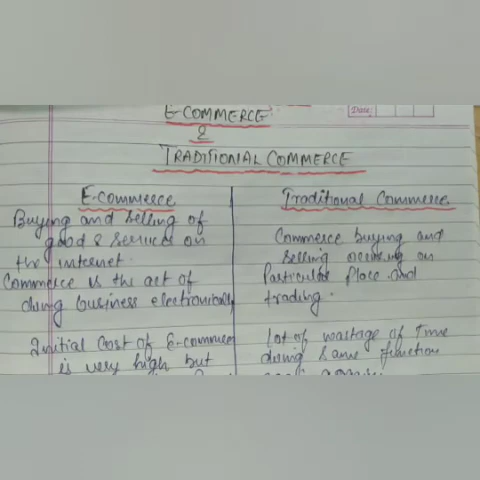 Date:
E-COMMERCE
&
TRADITIONAL COMMERCE
E-commerce
Buying and selling of
good & services on
the internet.
Commerce is the act of
doing business electronically
Initial cost of E-commerce
is very high but
Traditional Commerce
Commerce buying and
selling occuring on
Particular place and
trading.
Lot of wastage of time
doing same function